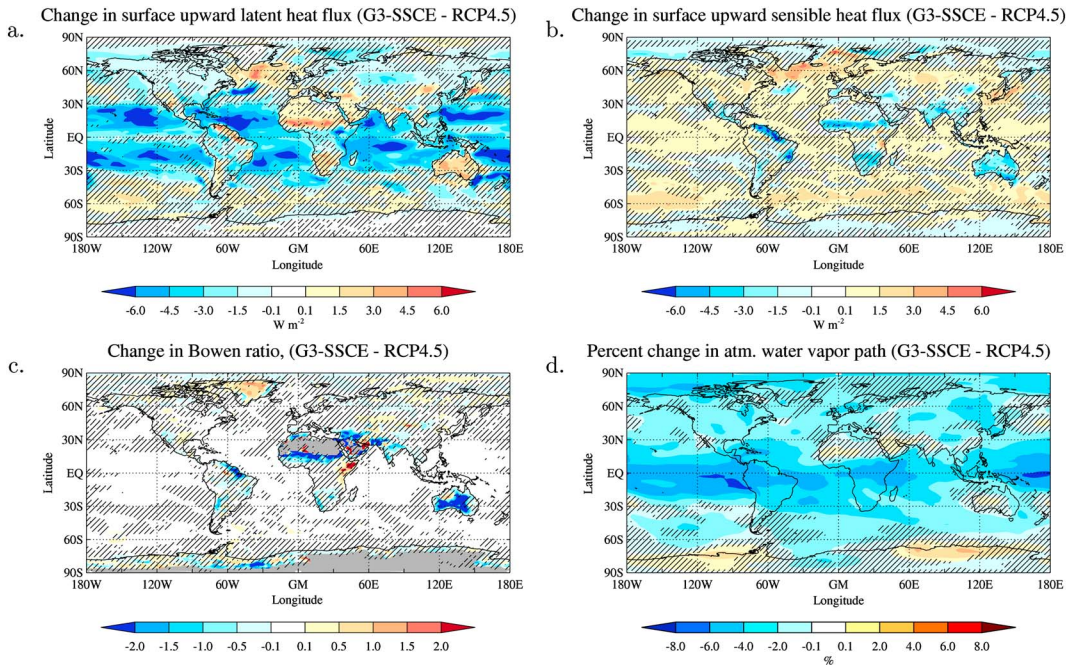 Change in surface upward latent heat flux (G3-SSCE - RCP4.5)
a.
90N
60N
30N
EQ
30S
60S
90S
Latitude
180W 120W 60W GM 60E 120E 180E
Longitude
-6.0 -4.5 -3.0 -1.5 -0.1 0.1 1.5 3.0 4.5 6.0
W m-2
Change in surface upward sensible heat flux (G3-SSCE - RCP4.5)
b.
90N
60N
30N
EQ
30S
60S
90S
Latitude
180W 120W 60W GM 60E 120E 180E
Longitude
-6.0 -4.5 -3.0 -1.5 -0.1 0.1 1.5 3.0 4.5 6.0
W m-2
Change in Bowen ratio, (G3-SSCE - RCP4.5)
c.
90N
60N
30N
EQ
30S
60S
90S
Latitude
180W 120W 60W GM 60E 120E 180E
Longitude
-2.0 -1.5 -1.0 -0.5 -0.1 0.1 0.5 1.0 1.5 2.0
Percent change in atm. water vapor path (G3-SSCE - RCP4.5)
d.
90N
60N
30N
EQ
30S
60S
90S
Latitude
180W 120W 60W GM 60E 120E 180E
Longitude
-8.0 -6.0 -4.0 -2.0 -0.1 0.1 2.0 4.0 6.0 8.0
%